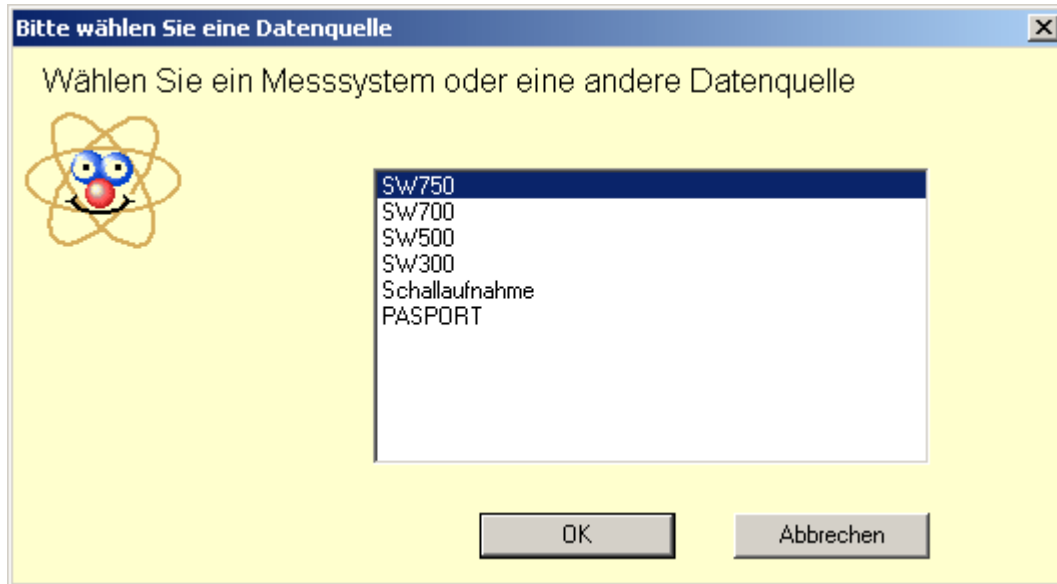 Bitte wählen Sie eine Datenquelle
Wählen Sie ein Messsystem oder eine andere Datenquelle
SW750
SW700
SW500
SW300
Schallaufnahme
PASPORT
OK
Abbrechen